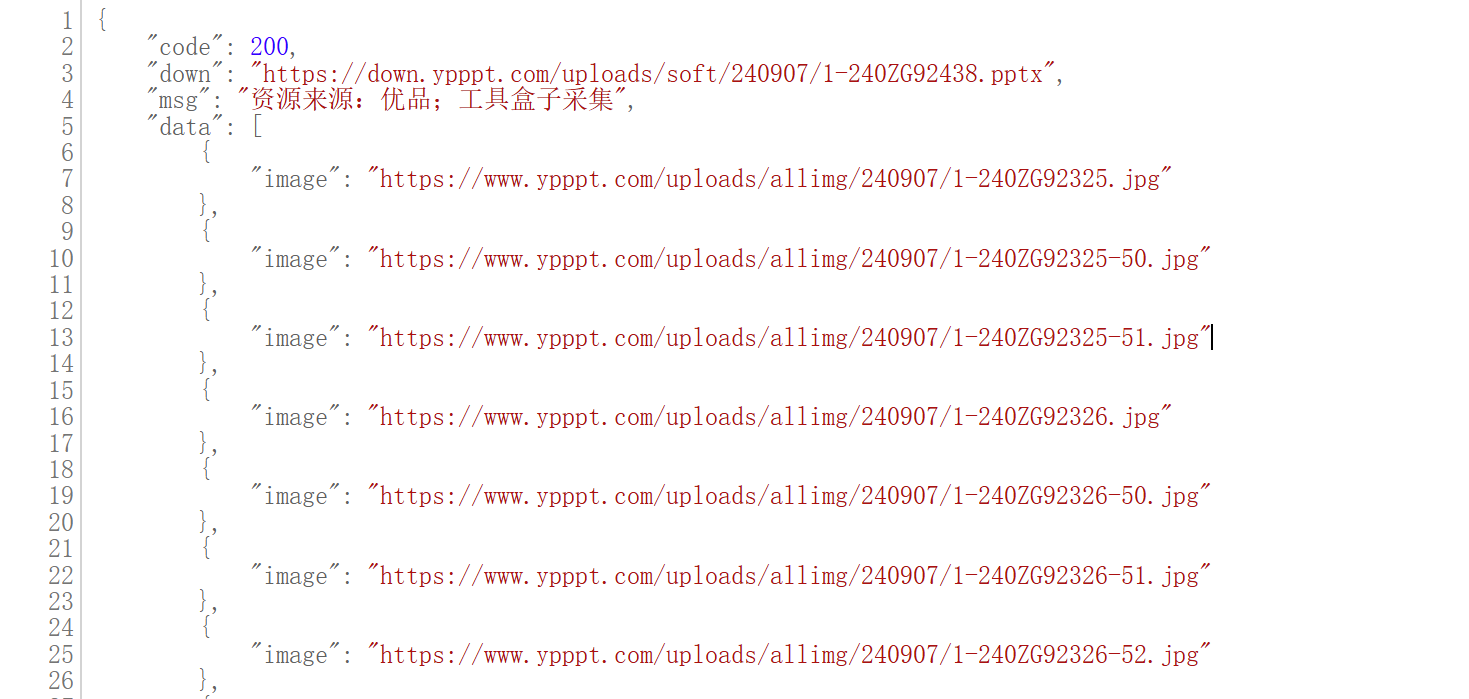 1 {
2 "code": 200,
3 "down": "https://down.ypppt.com/uploads/soft/240907/1-240ZG92438.pptx",
4 "msg": "资源来源：优品；工具盒子采集",
5 "data": [
6 {
7 "image": "https://www.ypppt.com/uploads/allimg/240907/1-240ZG92325.jpg"
8 },
9 {
10 "image": "https://www.ypppt.com/uploads/allimg/240907/1-240ZG92325-50.jpg"
11 },
12 {
13 "image": "https://www.ypppt.com/uploads/allimg/240907/1-240ZG92325-51.jpg"
14 },
15 {
16 "image": "https://www.ypppt.com/uploads/allimg/240907/1-240ZG92326.jpg"
17 },
18 {
19 "image": "https://www.ypppt.com/uploads/allimg/240907/1-240ZG92326-50.jpg"
20 },
21 {
22 "image": "https://www.ypppt.com/uploads/allimg/240907/1-240ZG92326-51.jpg"
23 },
24 {
25 "image": "https://www.ypppt.com/uploads/allimg/240907/1-240ZG92326-52.jpg"
26 },